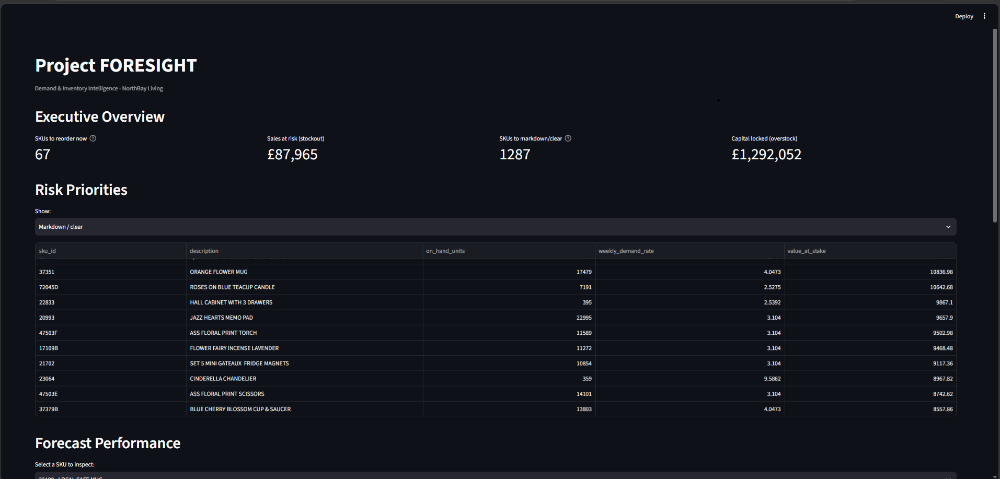 Deploy
Project FORESIGHT
Demand & Inventory Intelligence - NorthBay Living
Executive Overview
SKUs to reorder now
Sales at risk (stockout)
SKUs to markdown/clear
Capital locked (overstock)
67
£87,965
1287
£1,292,052
Risk Priorities
Show:
Markdown / clear
sku_id description on_hand_units weekly_demand_rate value_at_stake
37351 ORANGE FLOWER MUG 17479 4.0473 10836.98
72045D ROSES ON BLUE TEACUP CANDLE 7191 2.5275 10642.68
22833 HALL CABINET WITH 3 DRAWERS 395 2.5392 9867.1
20993 JAZZ HEARTS MEMO PAD 22995 3.104 9657.9
47503F ASS FLORAL PRINT TORCH 11589 3.104 9502.98
17109B FLOWER FAIRY INCENSE LAVENDER 11272 3.104 9468.48
21702 SET 5 MINI GATEAUX  FRIDGE MAGNETS 10854 3.104 9117.36
23064 CINDERELLA CHANDELIER 359 9.5862 8967.82
47503E ASS FLORAL PRINT SCISSORS 14101 3.104 8742.62
37379B BLUE CHERRY BLOSSOM CUP & SAUCER 13803 4.0473 8557.86
Forecast Performance
Select a SKU to inspect: